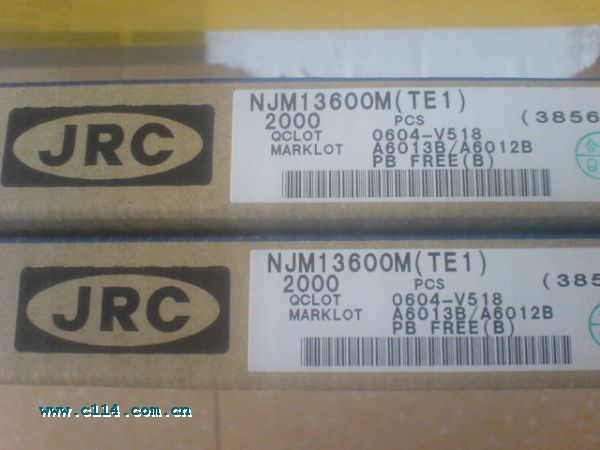 JRC
NJM13600M(TE1)
2000 PCS (3856
QCLOT 0604-V518
MARKLOT A6013B/A6012B
PB FREE(B)
JRC
NJM13600M(TE1)
2000 PCS (385
QCLOT 0604-V518
MARKLOT A6013B/A6012B
PB FREE(B)
www.c114.com.cn